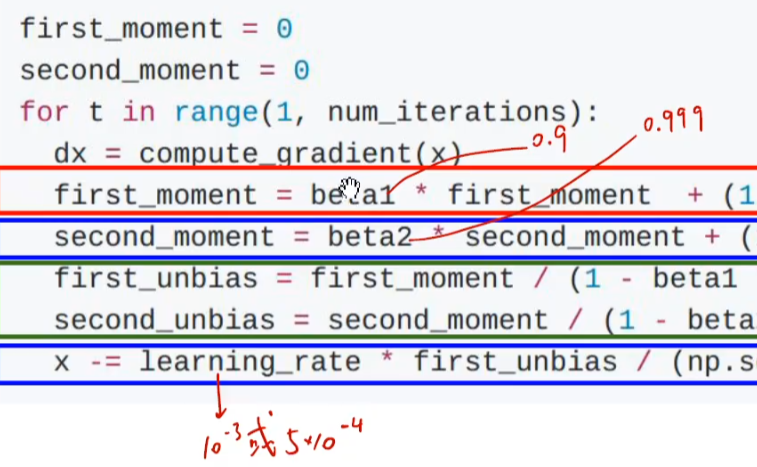 first_moment = 0
second_moment = 0
for t in range(1, num_iterations):
0.999
0.9
dx = compute_gradient(x)
first_moment = beta1 * first_moment + (1
second_moment = beta2 * second_moment + (
first_unbias = first_moment / (1 - beta1
second_unbias = second_moment / (1 - beta
x -= learning_rate * first_unbias / (np.s
10⁻³或5*10⁻⁴